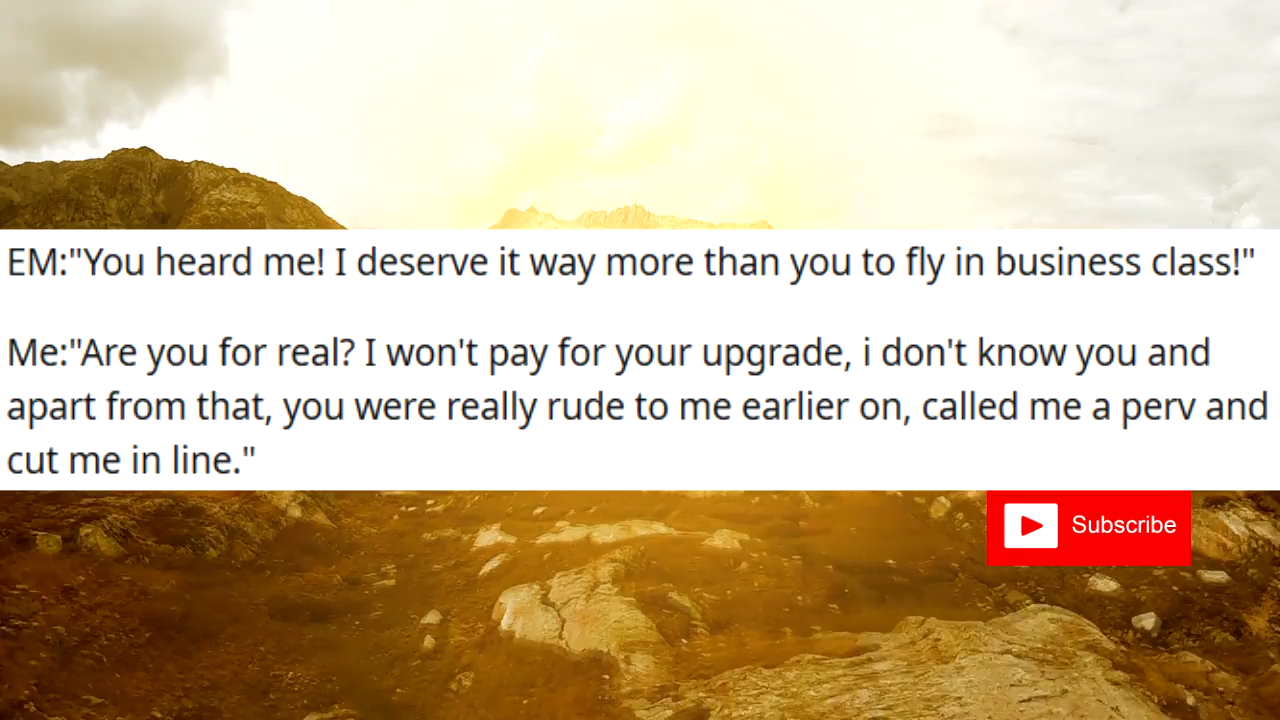 EM:"You heard me! I deserve it way more than you to fly in business class!"
Me:"Are you for real? I won't pay for your upgrade, i don't know you and
apart from that, you were really rude to me earlier on, called me a perv and
cut me in line."
Subscribe